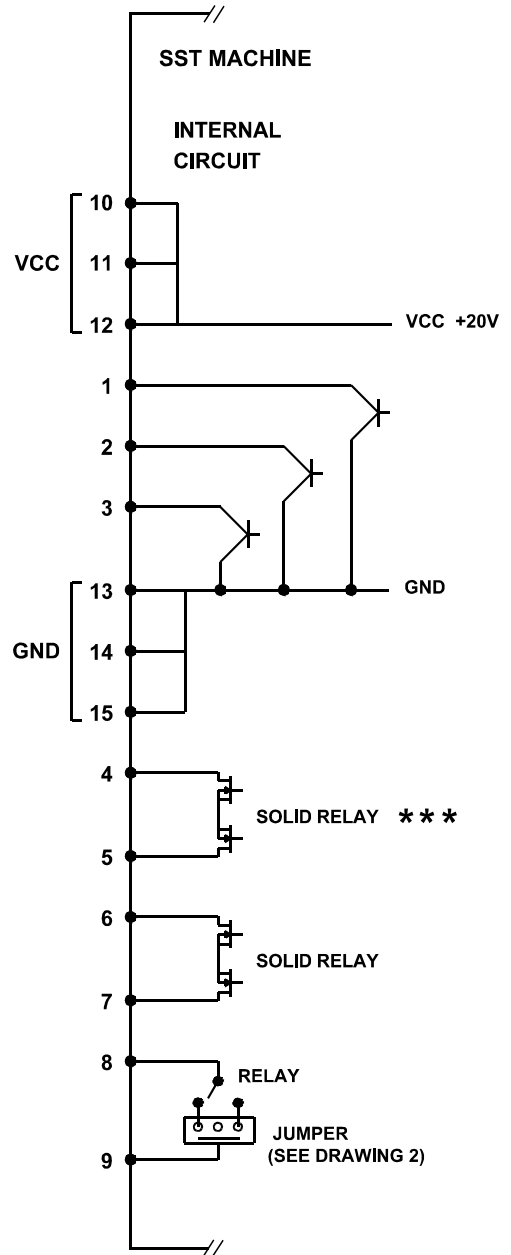 SST MACHINE
INTERNAL
CIRCUIT
10
VCC
11
12
VCC +20V
1
2
3
13
GND
GND
14
15
4
SOLID RELAY ***
5
6
SOLID RELAY
7
8
RELAY
JUMPER
(SEE DRAWING 2)
9